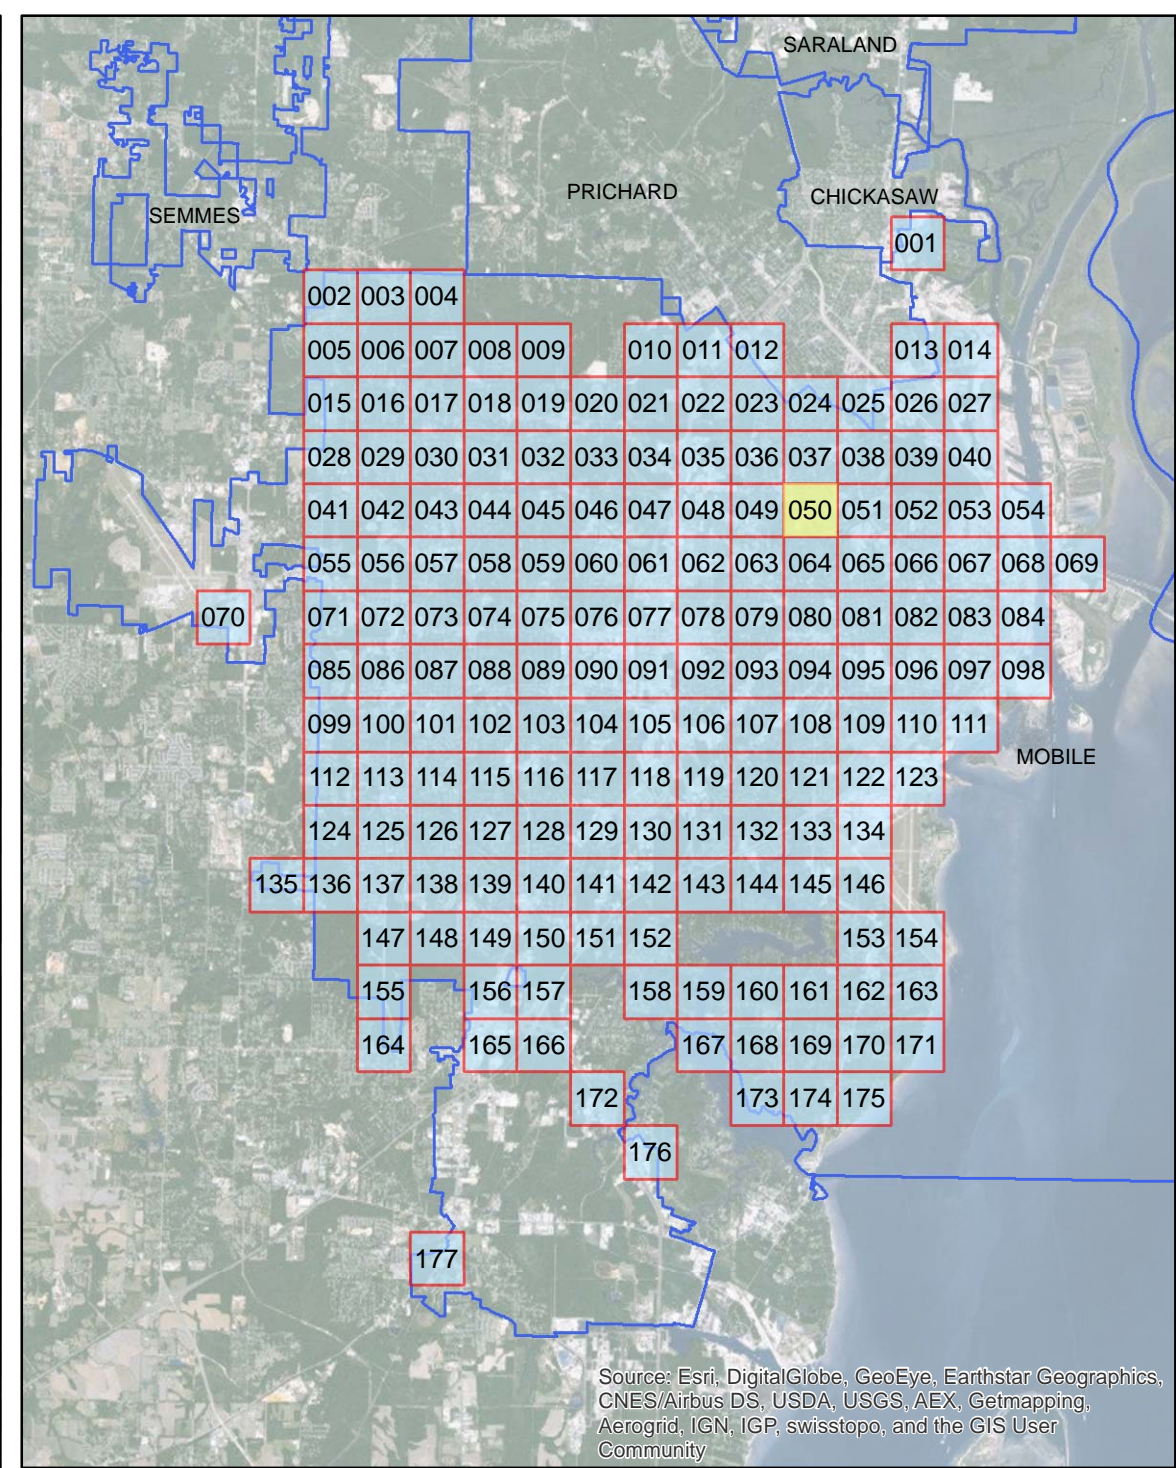 SARALAND
PRICHARD
CHICKASAW
SEMMES
001
002 003 004
005 006 007 008 009 010 011 012 013 014
015 016 017 018 019 020 021 022 023 024 025 026 027
028 029 030 031 032 033 034 035 036 037 038 039 040
041 042 043 044 045 046 047 048 049 050 051 052 053 054
055 056 057 058 059 060 061 062 063 064 065 066 067 068 069
070 071 072 073 074 075 076 077 078 079 080 081 082 083 084
085 086 087 088 089 090 091 092 093 094 095 096 097 098
099 100 101 102 103 104 105 106 107 108 109 110 111
MOBILE
112 113 114 115 116 117 118 119 120 121 122 123
124 125 126 127 128 129 130 131 132 133 134
135 136 137 138 139 140 141 142 143 144 145 146
147 148 149 150 151 152 153 154
155 156 157 158 159 160 161 162 163
164 165 166 167 168 169 170 171
172 173 174 175
176
177
Source: Esri, DigitalGlobe, GeoEye, Earthstar Geographics,
CNES/Airbus DS, USDA, USGS, AEX, Getmapping,
Aerogrid, IGN, IGP, swisstopo, and the GIS User
Community